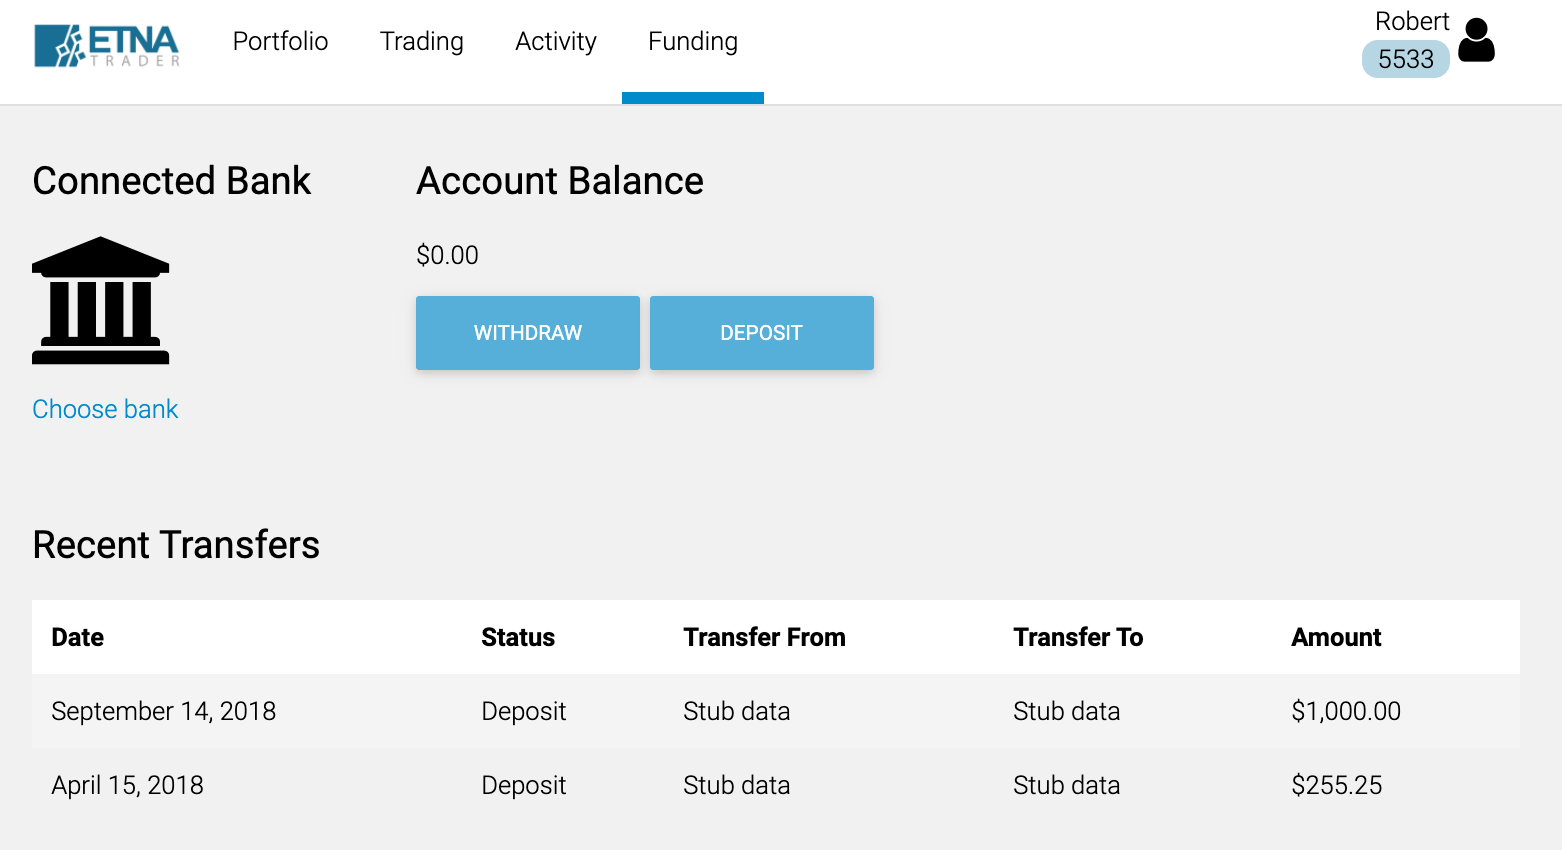 ETNA
TRADER
Portfolio Trading Activity Funding
Robert
5533
Connected Bank
Choose bank
Account Balance
$0.00
WITHDRAW DEPOSIT
Recent Transfers
Date Status Transfer From Transfer To Amount
September 14, 2018 Deposit Stub data Stub data $1,000.00
April 15, 2018 Deposit Stub data Stub data $255.25